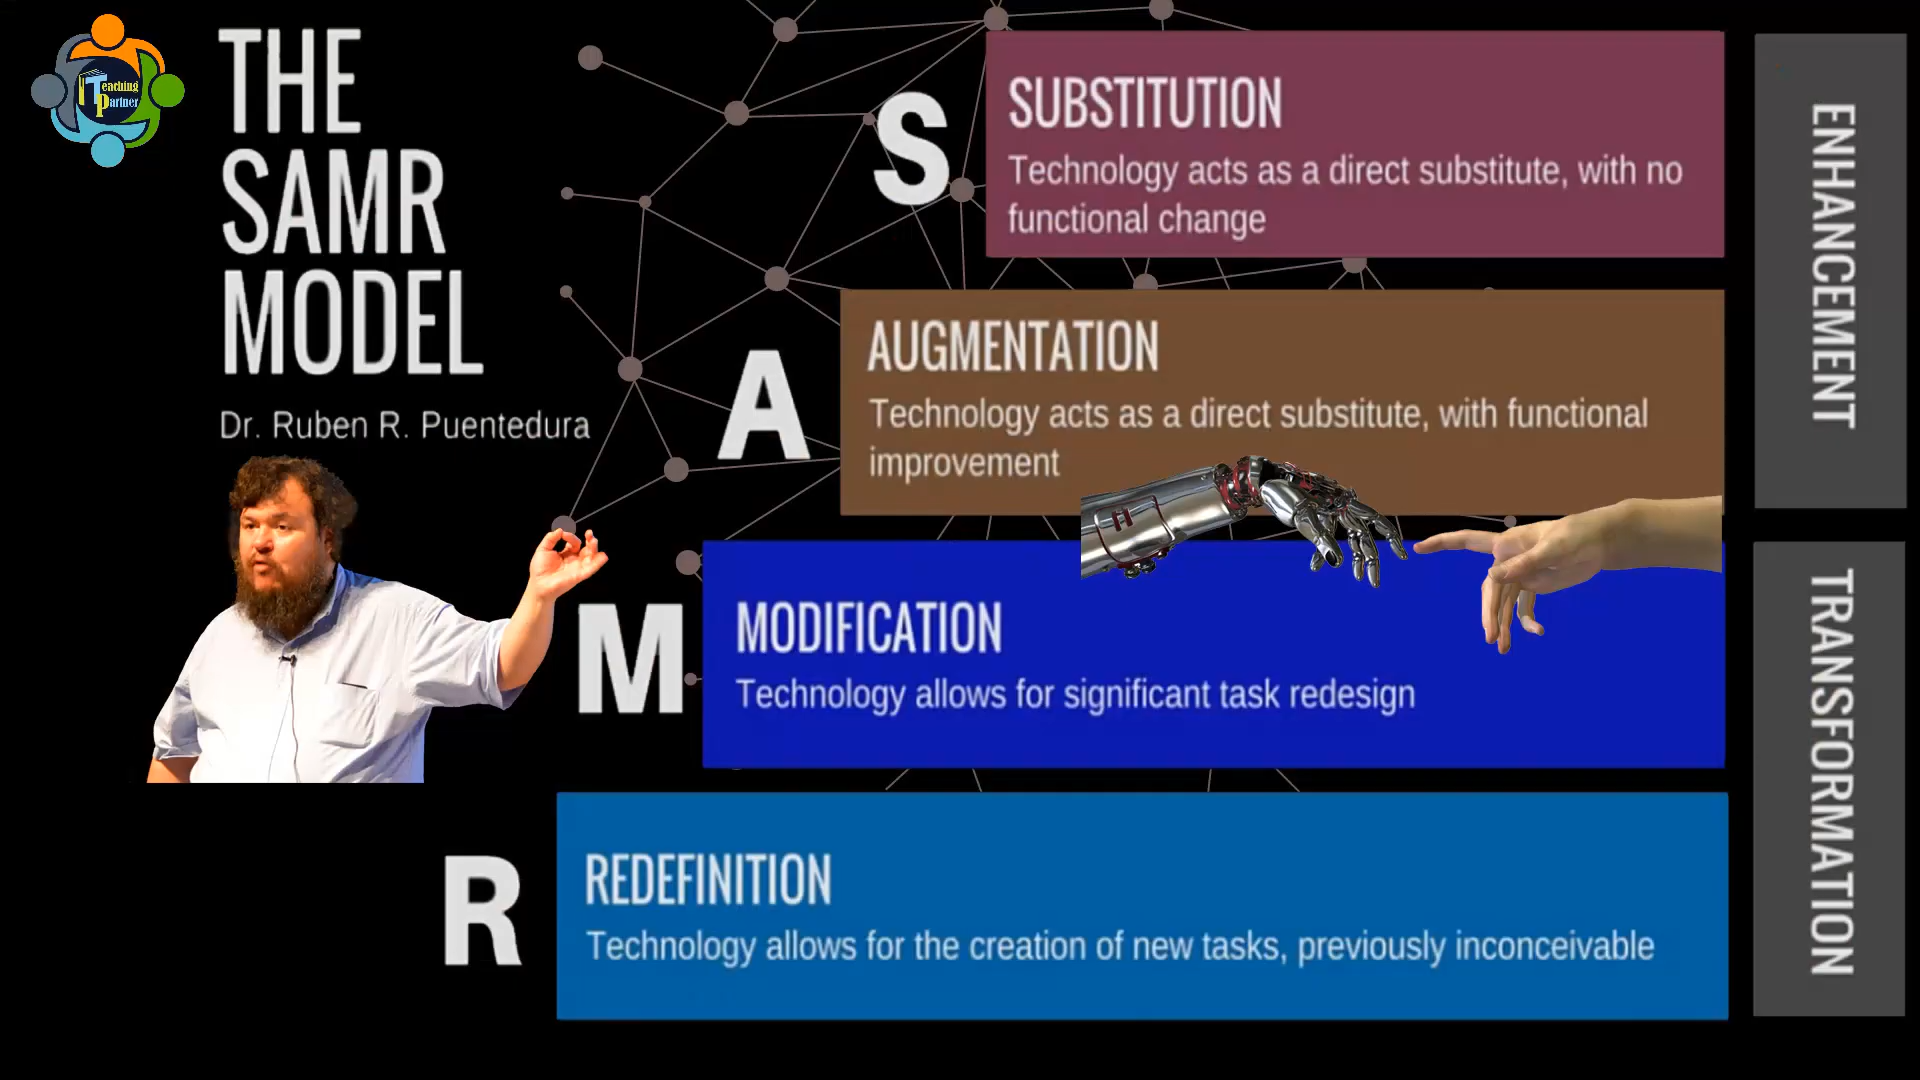 Teaching
Partner
THE
SAMR
MODEL
Dr. Ruben R. Puentedura
S
SUBSTITUTION
Technology acts as a direct substitute, with no
functional change
A
AUGMENTATION
Technology acts as a direct substitute, with functional
improvement
M
MODIFICATION
Technology allows for significant task redesign
R
REDEFINITION
Technology allows for the creation of new tasks, previously inconceivable
ENHANCEMENT
TRANSFORMATION